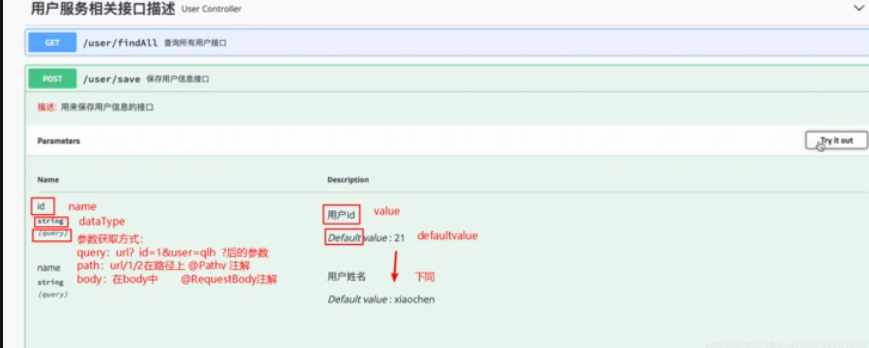 用户服务相关接口描述 User Controller
GET /user/findAll 查询所有用户接口
POST /user/save 保存用户信息接口
描述: 用来保存用户信息的接口
Parameters Try it out
Name Description
id name 用户id value
string dataType
(query) 参数获取方式: Default value : 21 defaultvalue
query: url? id=1&user=qlh ?后的参数
name path: url/1/2在路径上 @Pathv 注解 用户姓名 下同
string body: 在body中 @RequestBody注解
(query) Default value : xiaochen